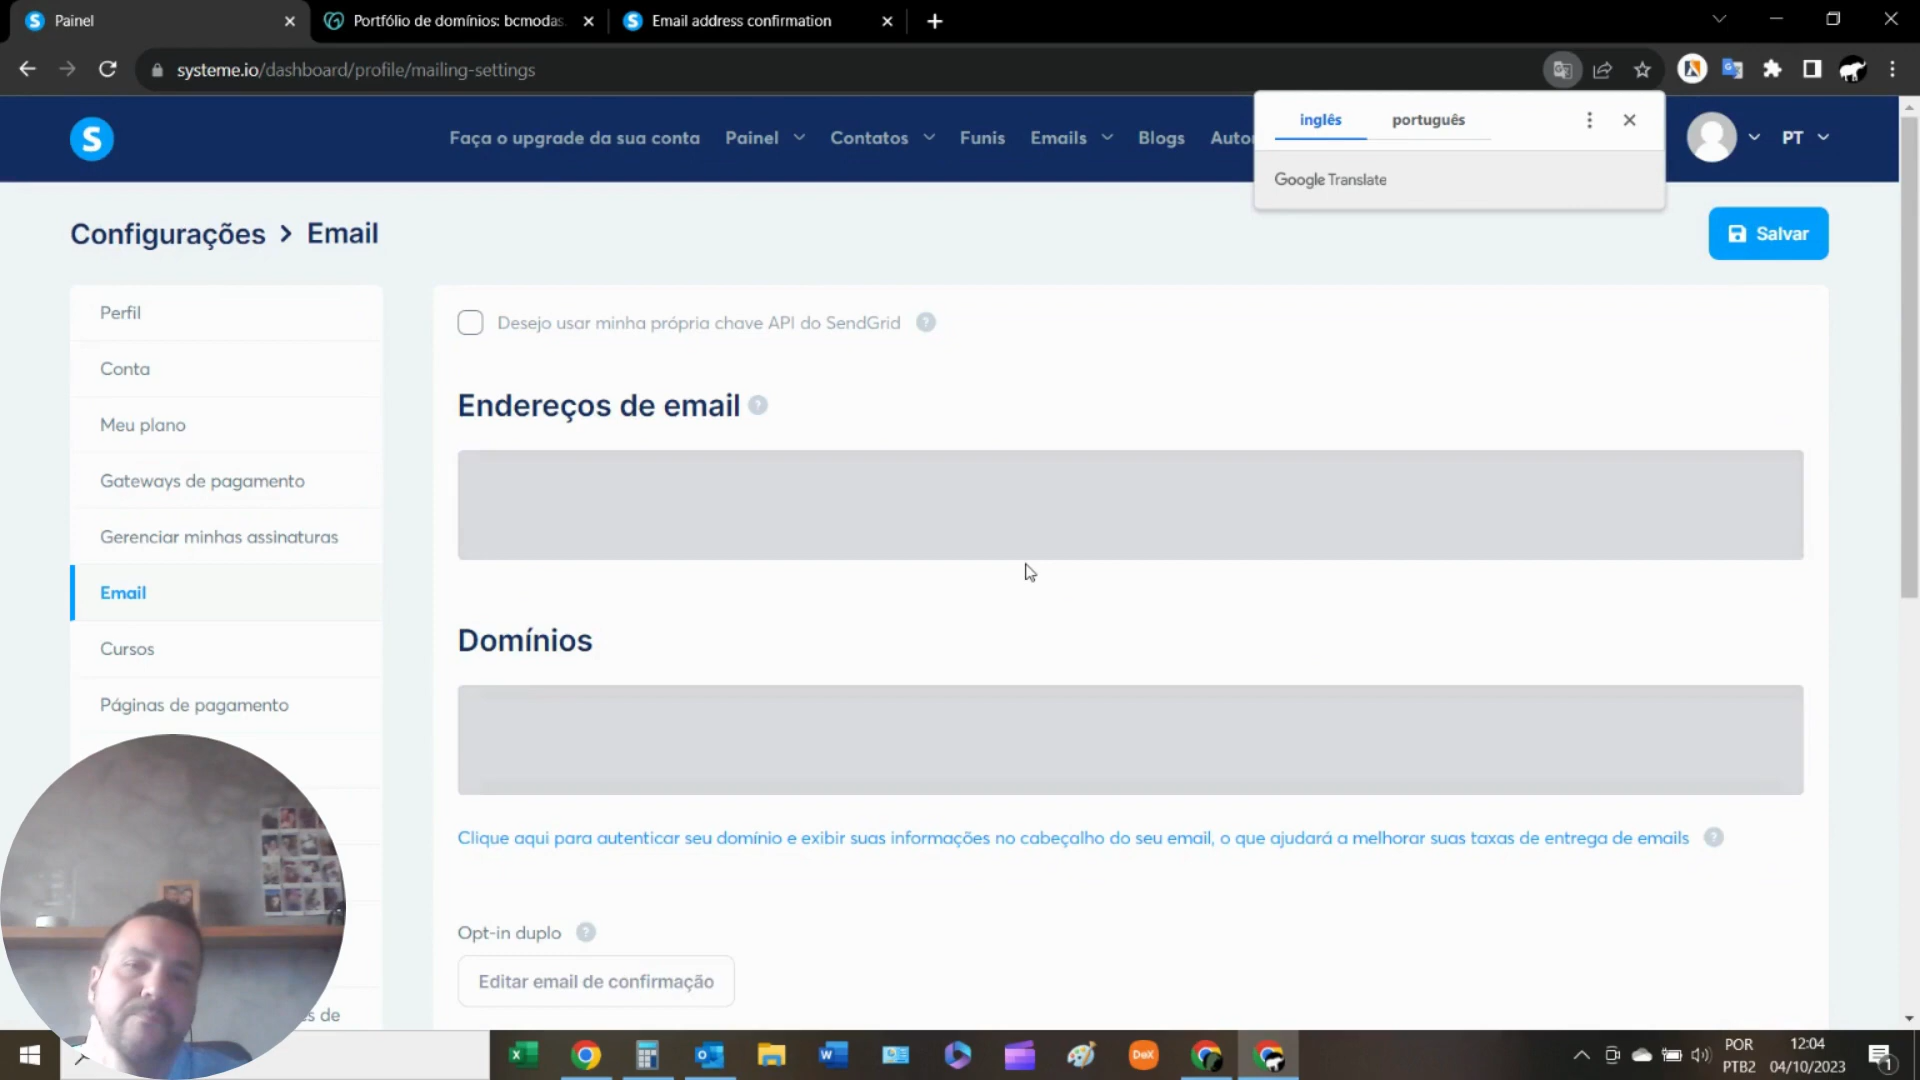 Painel
Portfólio de domínios: bcmodas.
Email address confirmation
systeme.io/dashboard/profile/mailing-settings
inglês
português
Google Translate
S
Faça o upgrade da sua conta
Painel
Contatos
Funis
Emails
Blogs
Autor
PT
Configurações > Email
Salvar
Perfil
Conta
Meu plano
Gateways de pagamento
Gerenciar minhas assinaturas
Email
Cursos
Páginas de pagamento
s de
Desejo usar minha própria chave API do SendGrid ?
Endereços de email ?
Domínios
Clique aqui para autenticar seu domínio e exibir suas informações no cabeçalho do seu email, o que ajudará a melhorar suas taxas de entrega de emails ?
Opt-in duplo ?
Editar email de confirmação
DeX
POR
PTB2
12:04
04/10/2023
1